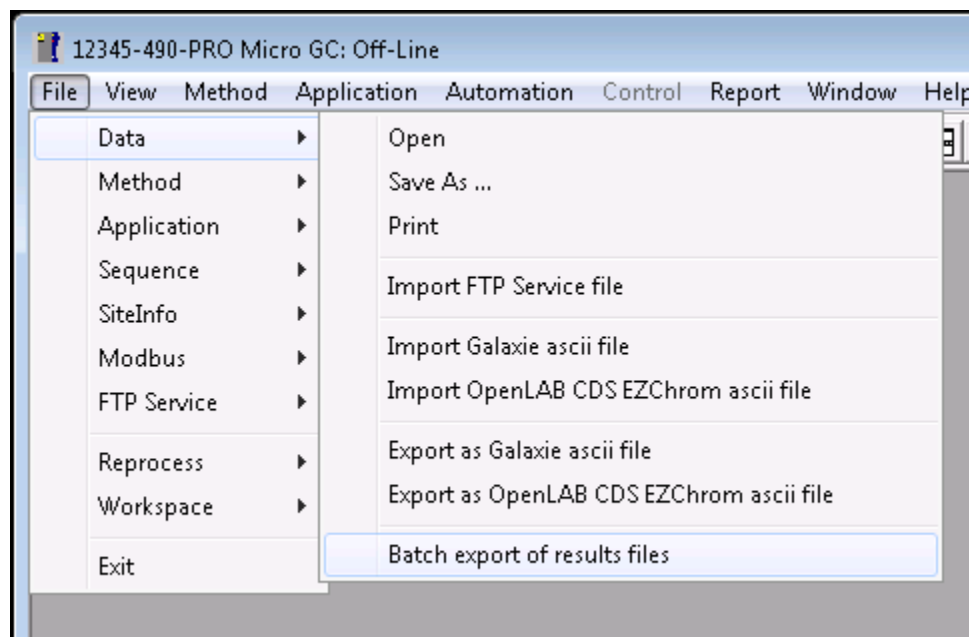 12345-490-PRO Micro GC: Off-Line
File View Method Application Automation Control Report Window Help
Data
Method
Application
Sequence
SiteInfo
Modbus
FTP Service
Reprocess
Workspace
Exit
Open
Save As ...
Print
Import FTP Service file
Import Galaxie ascii file
Import OpenLAB CDS EZChrom ascii file
Export as Galaxie ascii file
Export as OpenLAB CDS EZChrom ascii file
Batch export of results files